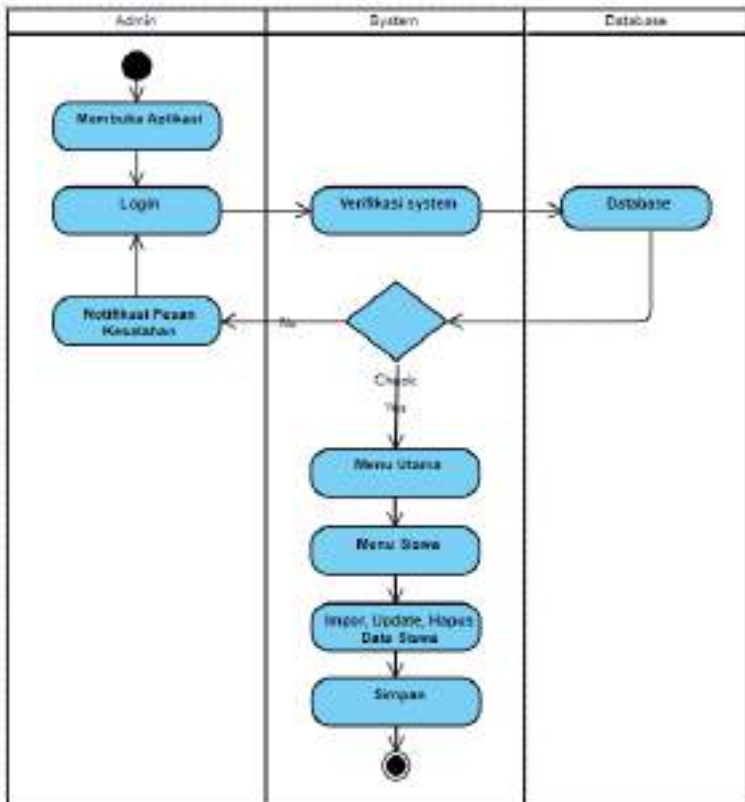 Admin
System
Database
Membuka Aplikasi
Login
Verifikasi system
Database
Notifikasi Pesan
Kesalahan
No
Check
Yes
Menu Utama
Menu Siswa
Impor, Update, Hapus
Data Siswa
Simpan